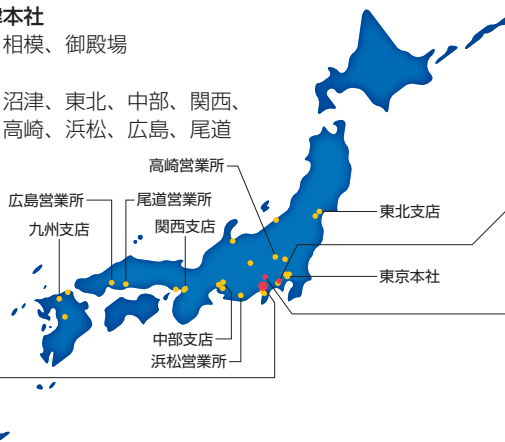 本社
相模、御殿場
沼津、東北、中部、関西、
高崎、浜松、広島、尾道
高崎営業所
広島営業所
尾道営業所
九州支店
関西支店
東北支店
東京本社
中部支店
浜松営業所